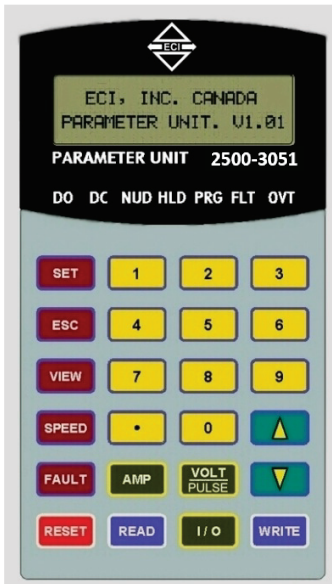 ECI
ECI, INC. CANADA
PARAMETER UNIT. V1.01
PARAMETER UNIT 2500-3051
DO DC NUD HLD PRG FLT OVT
SET 1 2 3
ESC 4 5 6
VIEW 7 8 9
SPEED . 0
FAULT AMP VOLT
PULSE
RESET READ I / O WRITE